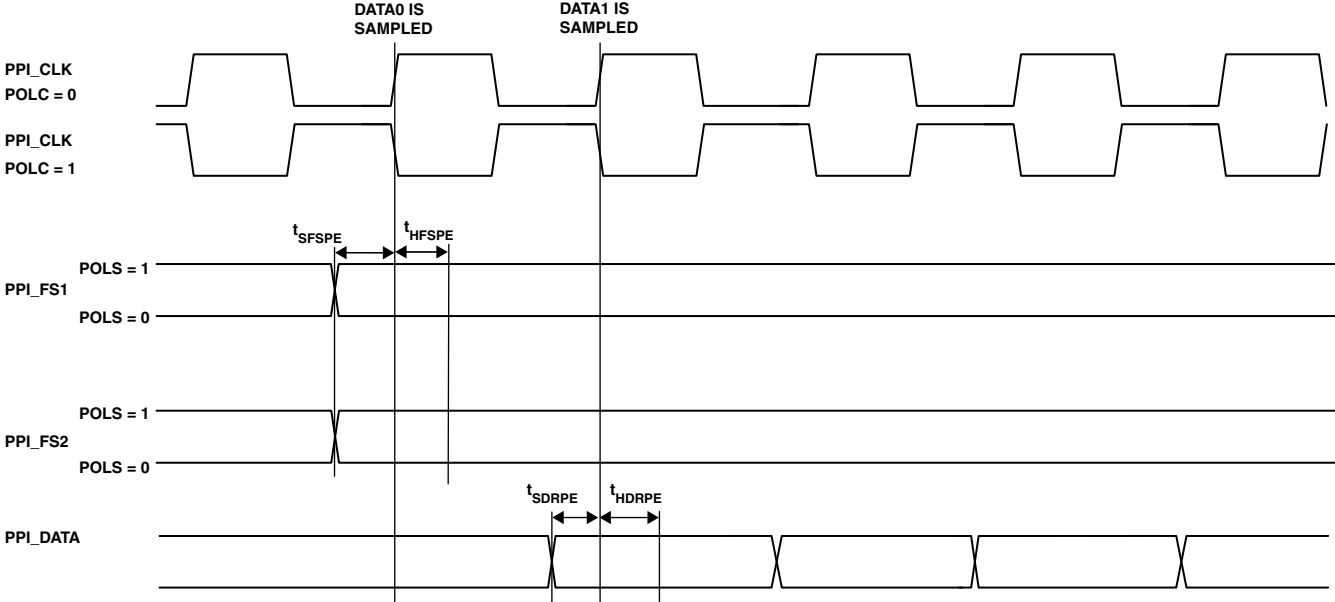 DATA0 IS
SAMPLED
DATA1 IS
SAMPLED
PPI_CLK
POLC = 0
PPI_CLK
POLC = 1
tSFSPE
tHFSPE
POLS = 1
PPI_FS1
POLS = 0
POLS = 1
PPI_FS2
POLS = 0
tSDRPE
tHDRPE
PPI_DATA